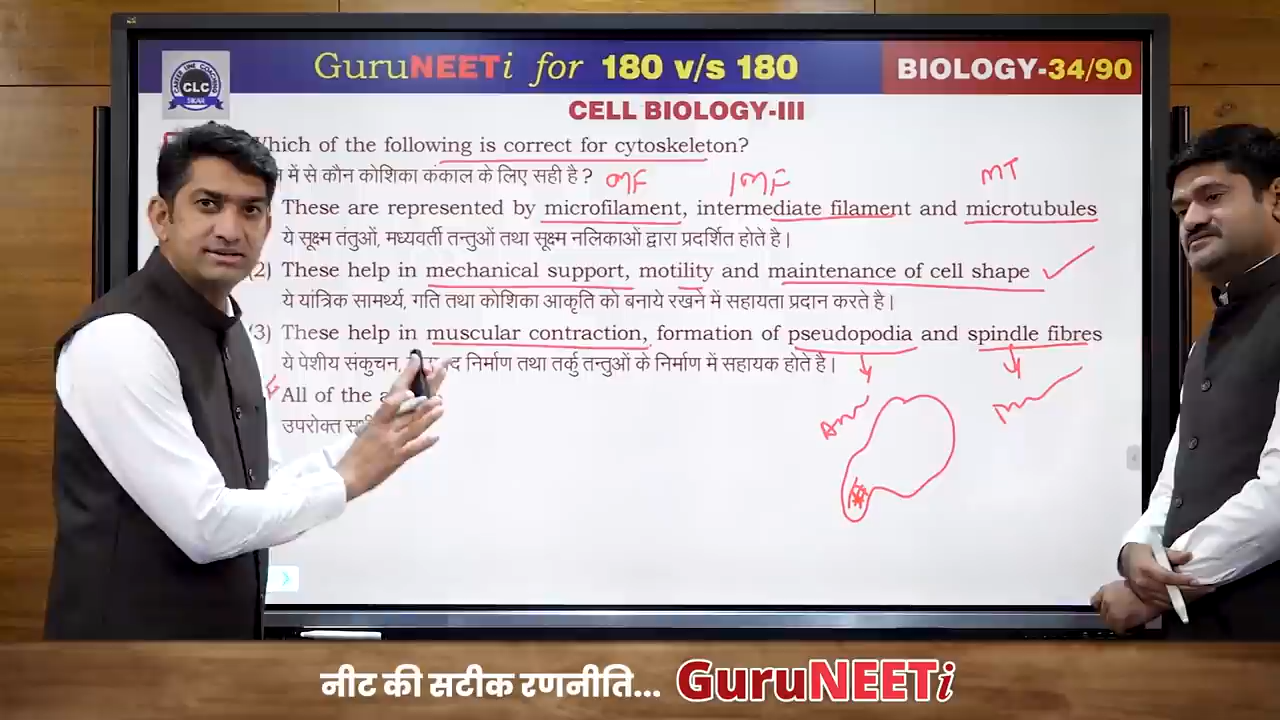 GuruNEETi for 180 v/s 180
BIOLOGY-34/90
CLC
SIKAR
CELL BIOLOGY-III
Which of the following is correct for cytoskeleton?
में से कौन कोशिका कंकाल के लिए सही है ?
MF IMF MT
These are represented by microfilament, intermediate filament and microtubules
ये सूक्ष्म तंतुओं, मध्यवर्ती तन्तुओं तथा सूक्ष्म नलिकाओं द्वारा प्रदर्शित होते है।
(2) These help in mechanical support, motility and maintenance of cell shape
ये यांत्रिक सामर्थ्य, गति तथा कोशिका आकृति को बनाये रखने में सहायता प्रदान करते है।
(3) These help in muscular contraction, formation of pseudopodia and spindle fibres
ये पेशीय संकुचन, निर्माण तथा तर्कु तन्तुओं के निर्माण में सहायक होते है।
All of the
उपरोक्त
नीट की सटीक रणनीति... GuruNEETi